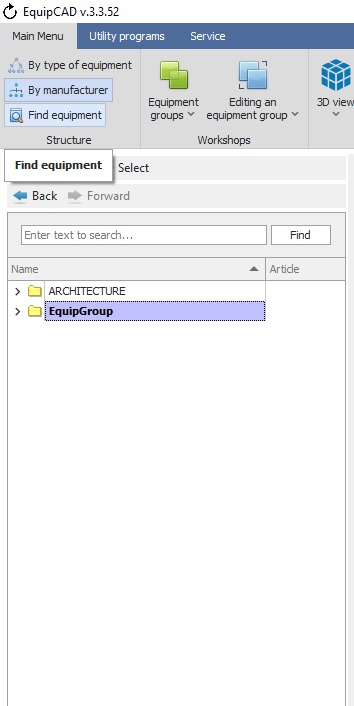 EquipCAD v.3.3.52
Main Menu Utility programs Service
By type of equipment
By manufacturer
Find equipment
Structure
Equipment
groups
Editing an
equipment group
Workshops
3D view
Find equipment
Select
Back Forward
Enter text to search...
Find
Name Article
ARCHITECTURE
EquipGroup